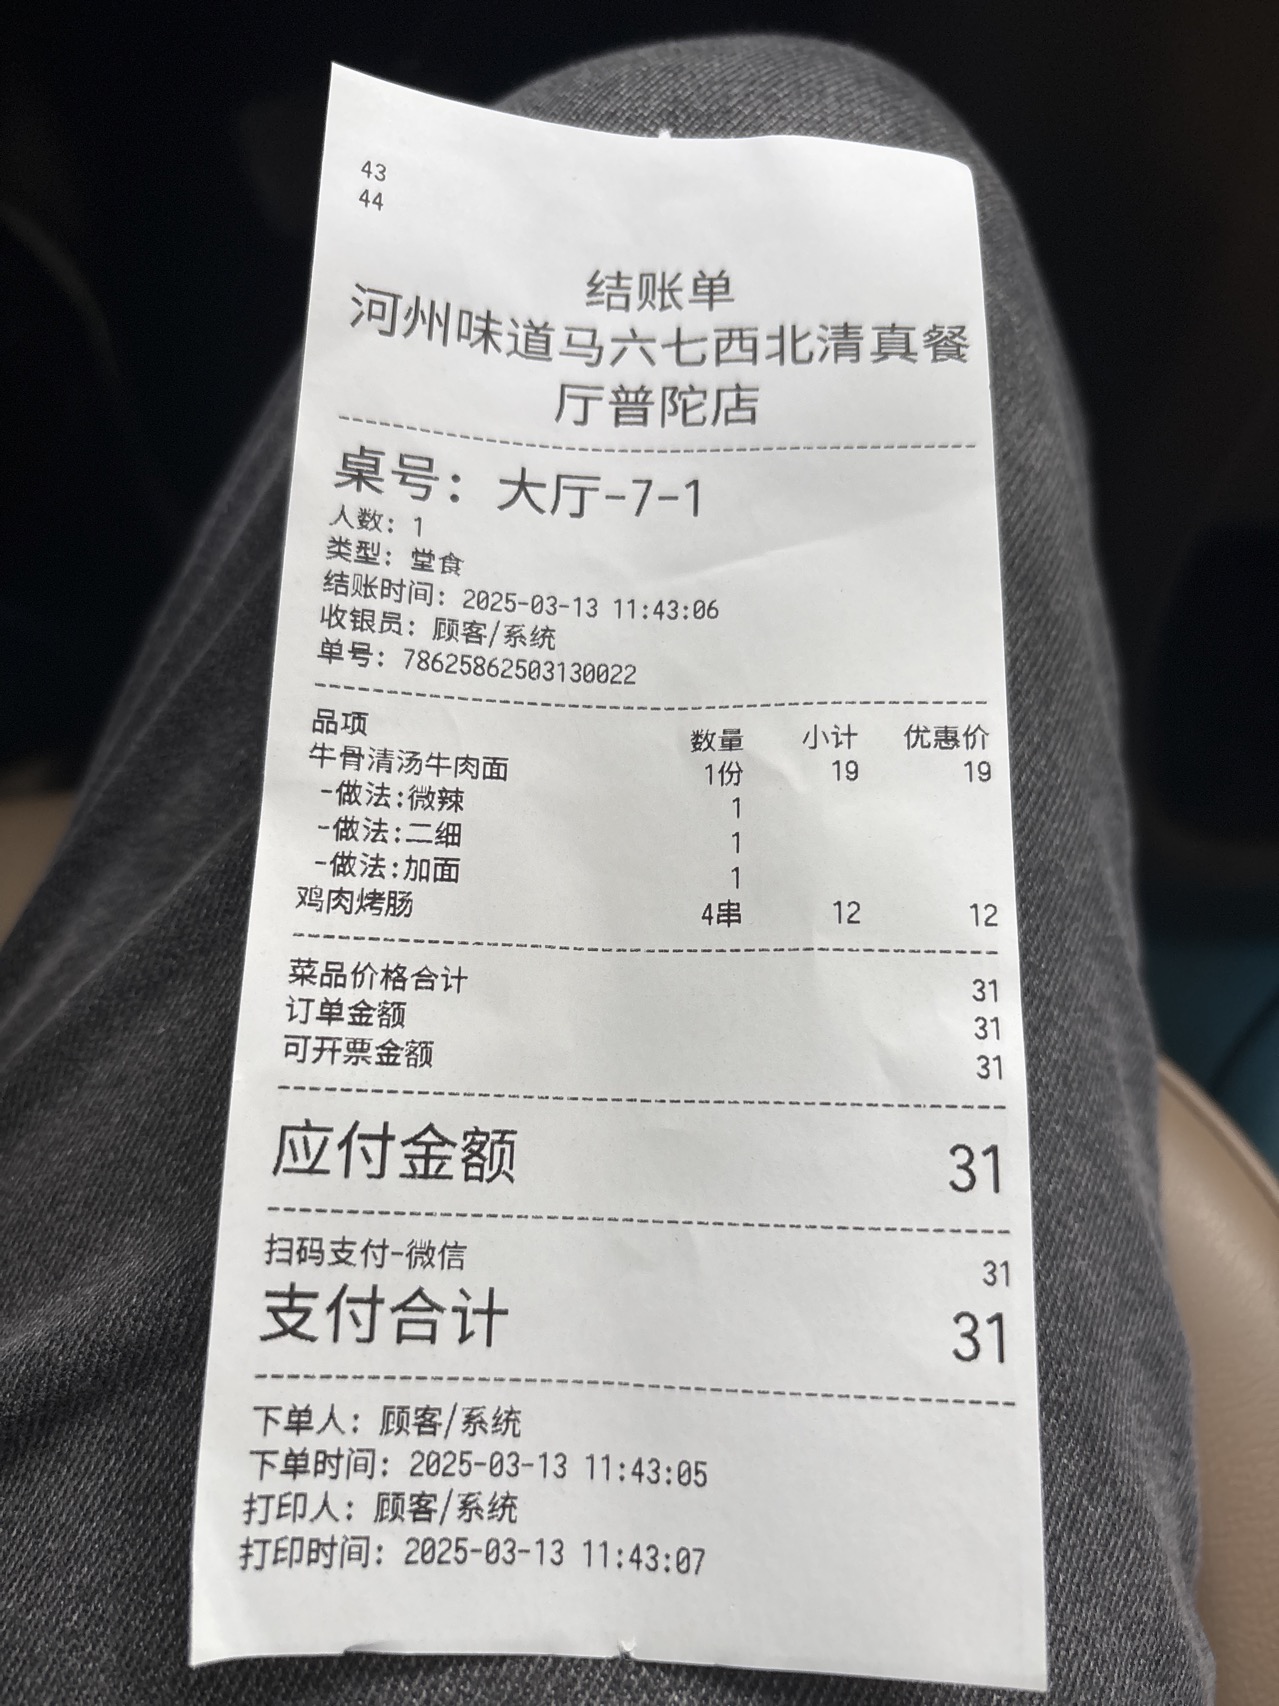 43
44
结账单
河州味道马六七西北清真餐
厅普陀店
桌号：大厅-7-1
人数：1
类型：堂食
结账时间：2025-03-13 11:43:06
收银员：顾客/系统
单号：78625862503130022
品项 数量 小计 优惠价
牛骨清汤牛肉面 1份 19 19
-做法:微辣 1
-做法:二细 1
-做法:加面 1
鸡肉烤肠 4串 12 12
菜品价格合计 31
订单金额 31
可开票金额 31
应付金额 31
扫码支付-微信 31
支付合计 31
下单人：顾客/系统
下单时间：2025-03-13 11:43:05
打印人：顾客/系统
打印时间：2025-03-13 11:43:07